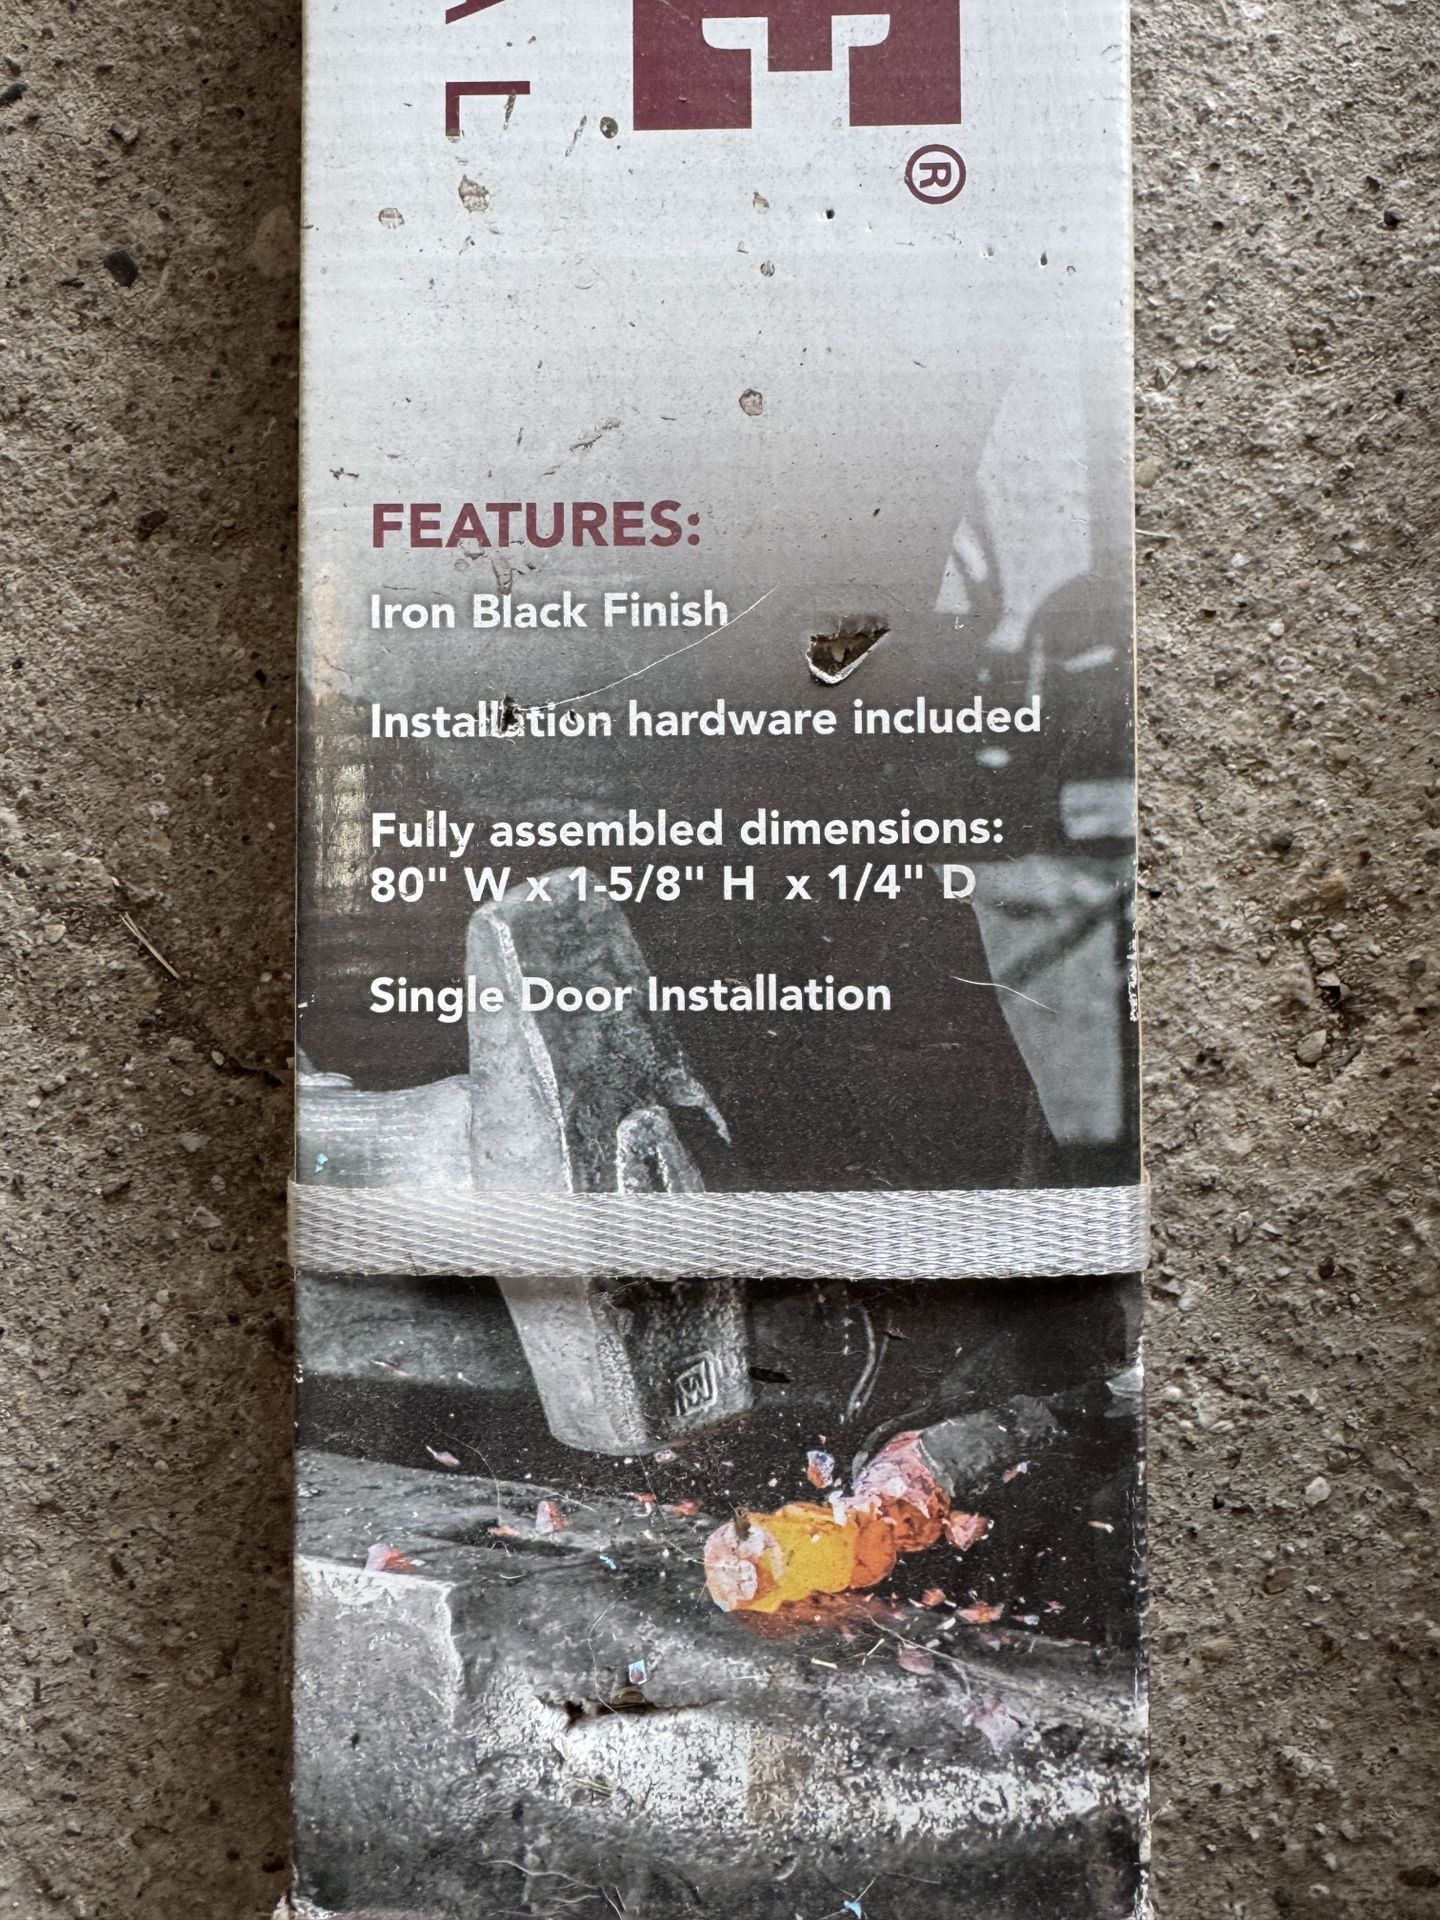 L
E®
FEATURES:
Iron Black Finish
Installation hardware included
Fully assembled dimensions:
80" W x 1-5/8" H x 1/4" D
Single Door Installation
W